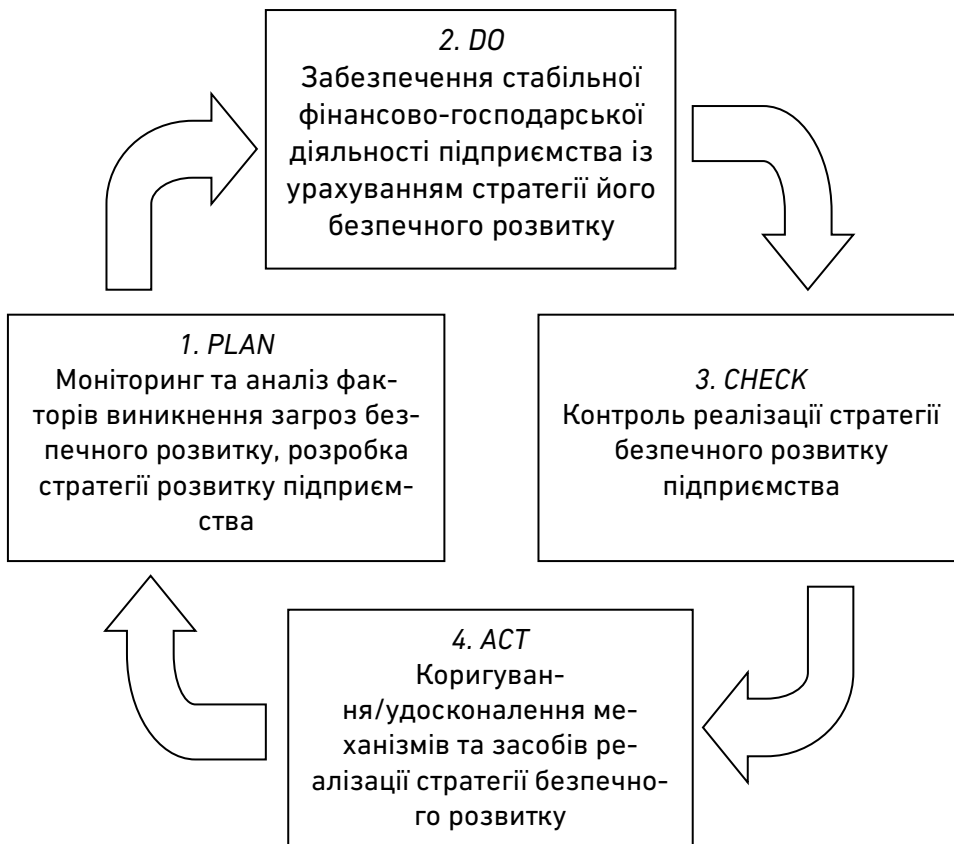 2. DO
Забезпечення стабільної
фінансово-господарської
діяльності підприємства із
урахуванням стратегії його
безпечного розвитку
1. PLAN
Моніторинг та аналіз фак-
торів виникнення загроз без-
печного розвитку, розробка
стратегії розвитку підприєм-
ства
3. CHECK
Контроль реалізації стратегії
безпечного розвитку
підприємства
4. ACT
Коригуван-
ня/удосконалення ме-
ханізмів та засобів ре-
алізації стратегії безпечно-
го розвитку